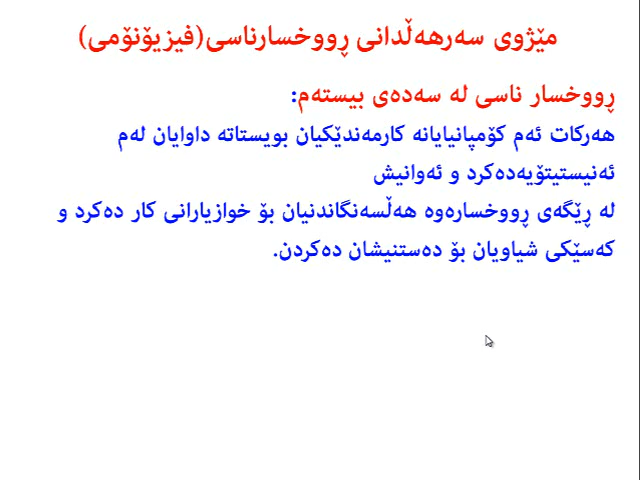 مێژوی سەرهەڵدانی ڕووخسارناسی(فیزیۆنۆمی)
ڕووخسار ناسی لە سەدەی بیستەم:
هەرکات ئەم کۆمپانیایانە کارمەندێکیان بویستاتە داوایان لەم
ئەنیستیتۆیەدەکرد و ئەوانیش
لە ڕێگەی ڕووخسارەوە هەڵسەنگاندنیان بۆ خوازیارانی کار دەکرد و
کەسێکی شیاویان بۆ دەستنیشان دەکردن.